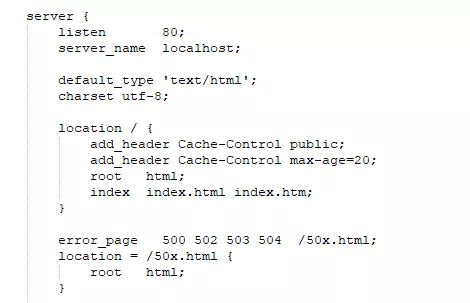 server {
    listen       80;
    server_name  localhost;

    default_type 'text/html';
    charset utf-8;

    location / {
        add_header Cache-Control public;
        add_header Cache-Control max-age=20;
        root   html;
        index  index.html index.htm;
    }

    error_page   500 502 503 504  /50x.html;
    location = /50x.html {
        root   html;
    }